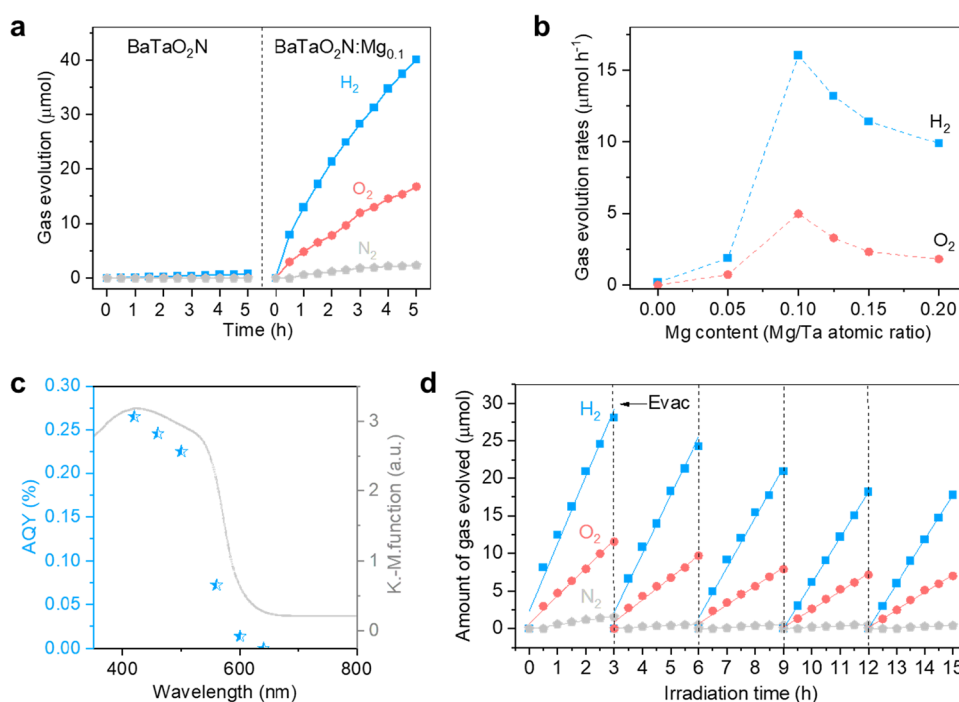 a
BaTaO₂N
BaTaO₂N:Mg₀.₁
H₂
O₂
N₂
Gas evolution (μmol)
40
30
20
10
0
0 1 2 3 4 5 0 1 2 3 4 5
Time (h)
b
Gas evolution rates (μmol h⁻¹)
15
10
5
0
H₂
O₂
0.00 0.05 0.10 0.15 0.20
Mg content (Mg/Ta atomic ratio)
c
AQY (%)
0.30
0.25
0.20
0.15
0.10
0.05
0.00
3
2
1
0
K.-M.function (a.u.)
400 600 800
Wavelength (nm)
d
Amount of gas evolved (μmol)
30
25
20
15
10
5
0
H₂
Evac
O₂
N₂
0 1 2 3 4 5 6 7 8 9 10 11 12 13 14 15
Irradiation time (h)